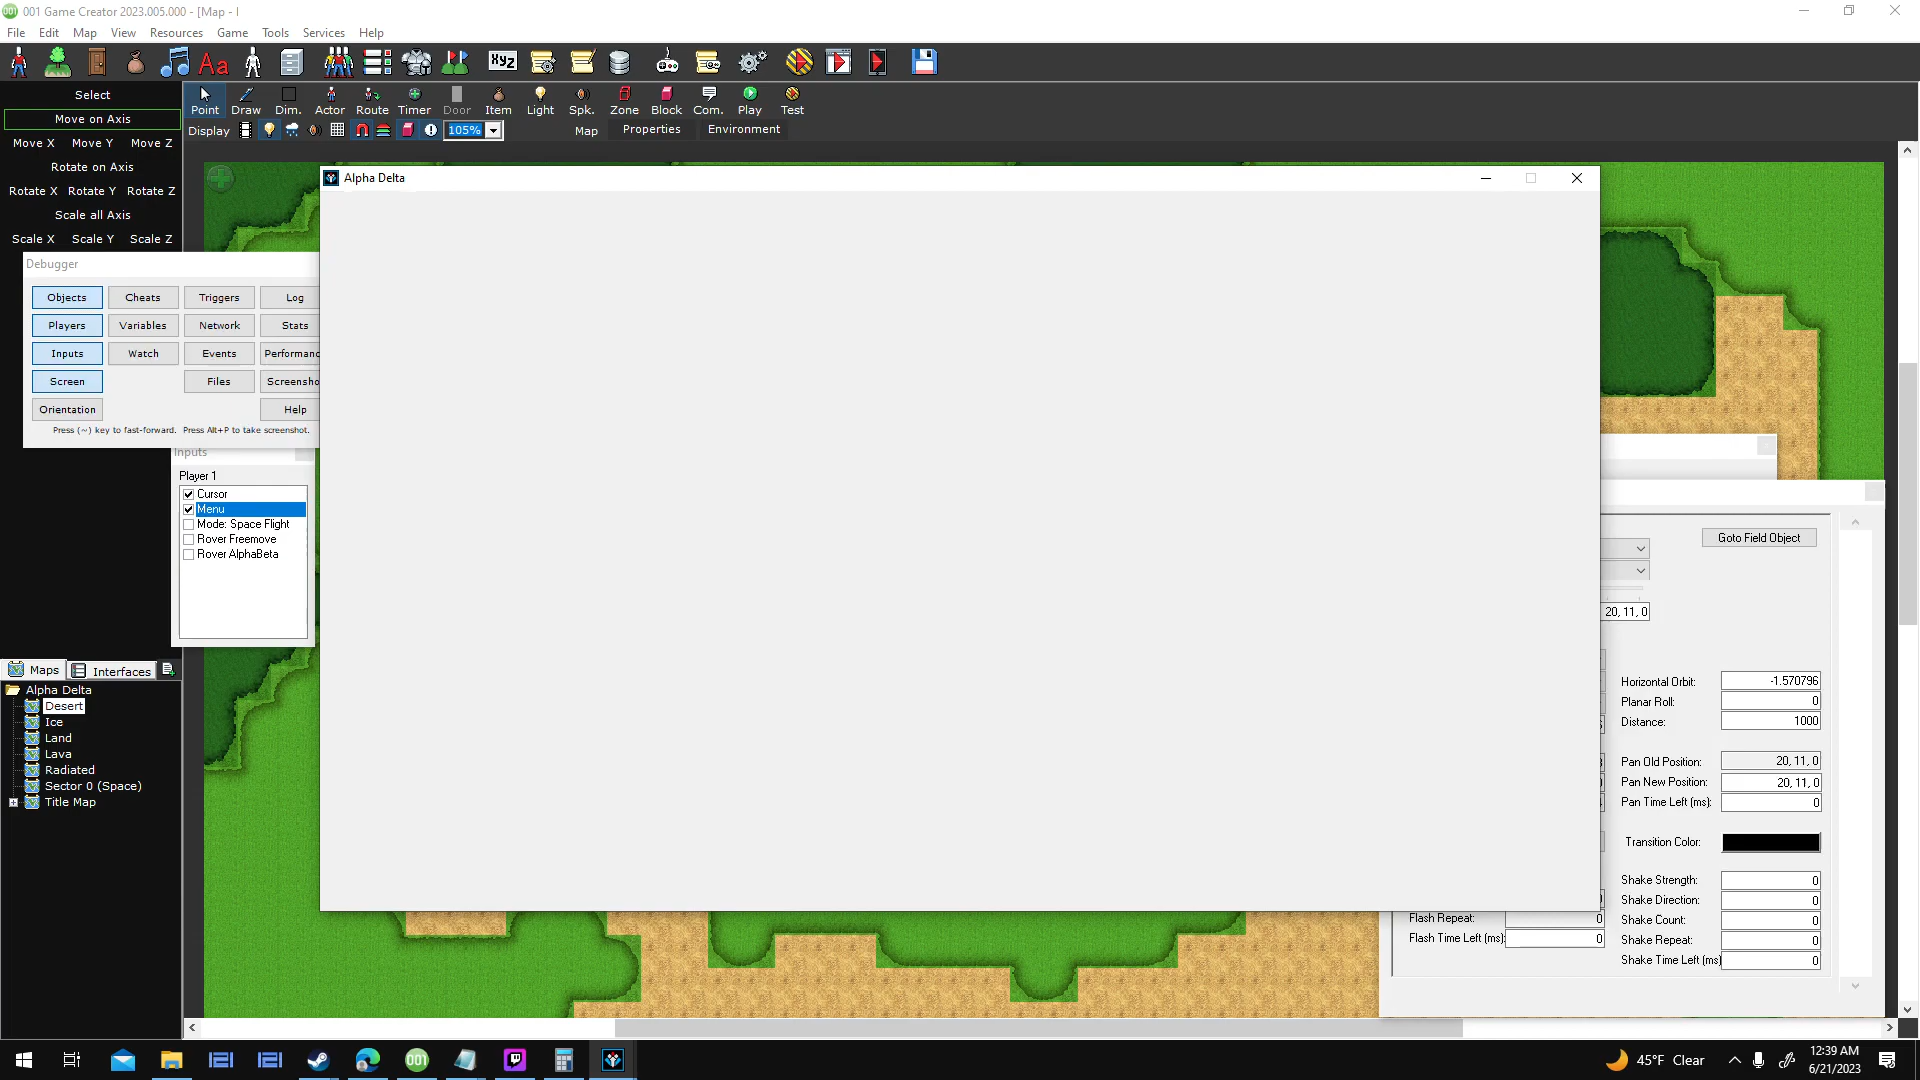 001 Game Creator 2023.005.000 - [Map - l
File Edit Map View Resources Game Tools Services Help
Aa XyZ
Select
Move on Axis
Move X Move Y Move Z
Rotate on Axis
Rotate X Rotate Y Rotate Z
Scale all Axis
Scale X Scale Y Scale Z
Point Draw Dim. Actor Route Timer Door Item Light Spk. Zone Block Com. Play Test
Display 105% Map Properties Environment
Alpha Delta
Debugger
Objects Cheats Triggers Log
Players Variables Network Stats
Inputs Watch Events Performanc
Screen Files Screensho
Orientation Help
Press (~) key to fast-forward. Press Alt+P to take screenshot.
Inputs
Player 1
Cursor
Menu
Mode: Space Flight
Rover Freemove
Rover AlphaBeta
Goto Field Object
20, 11, 0
Horizontal Orbit: -1.570796
Planar Roll: 0
Distance: 1000
Pan Old Position: 20, 11, 0
Pan New Position: 20, 11, 0
Pan Time Left (ms): 0
Transition Color:
Shake Strength: 0
Shake Direction: 0
Flash Repeat: 0
Shake Count: 0
Flash Time Left (ms): 0
Shake Repeat: 0
Shake Time Left (ms) 0
Maps Interfaces
Alpha Delta
Desert
Ice
Land
Lava
Radiated
Sector 0 (Space)
Title Map
001
45°F Clear
12:39 AM
6/21/2023